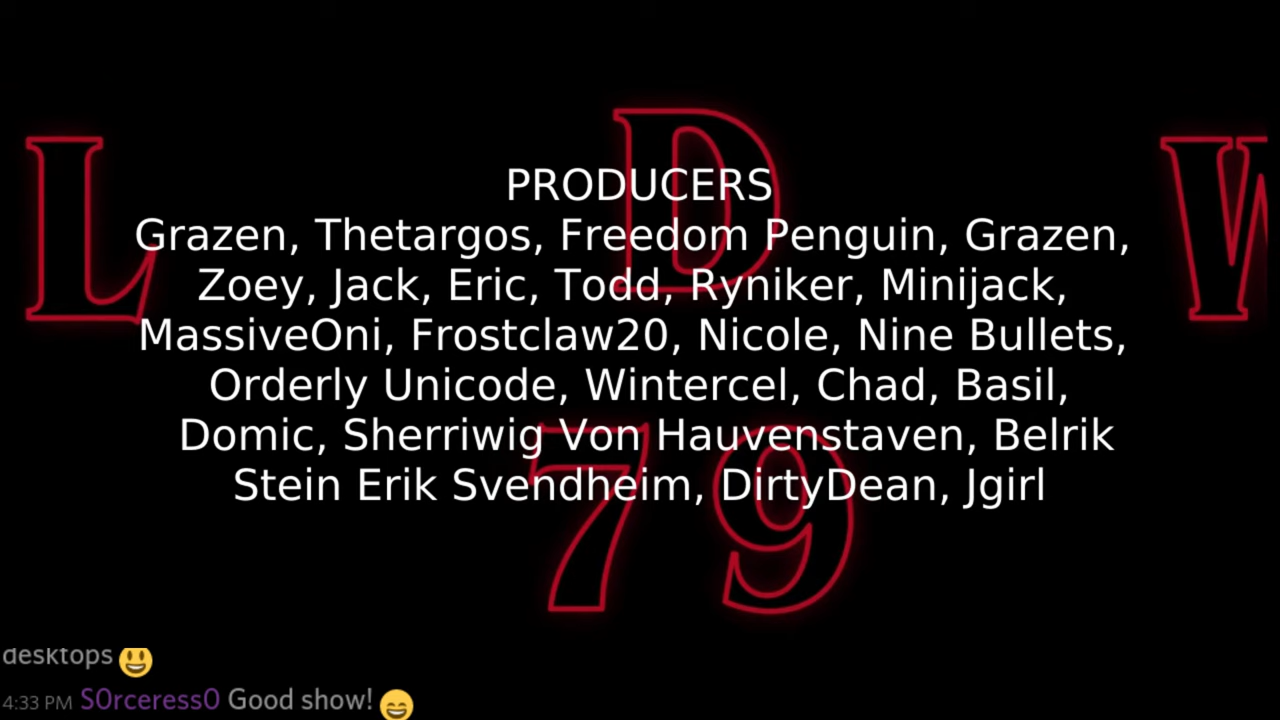 L D W
PRODUCERS
Grazen, Thetargos, Freedom Penguin, Grazen,
Zoey, Jack, Eric, Todd, Ryniker, Minijack,
MassiveOni, Frostclaw20, Nicole, Nine Bullets,
Orderly Unicode, Wintercel, Chad, Basil,
Domic, Sherriwig Von Hauvenstaven, Belrik
Stein Erik Svendheim, DirtyDean, Jgirl
79
desktops 😃
4:33 PM S0rceress0 Good show! 😄